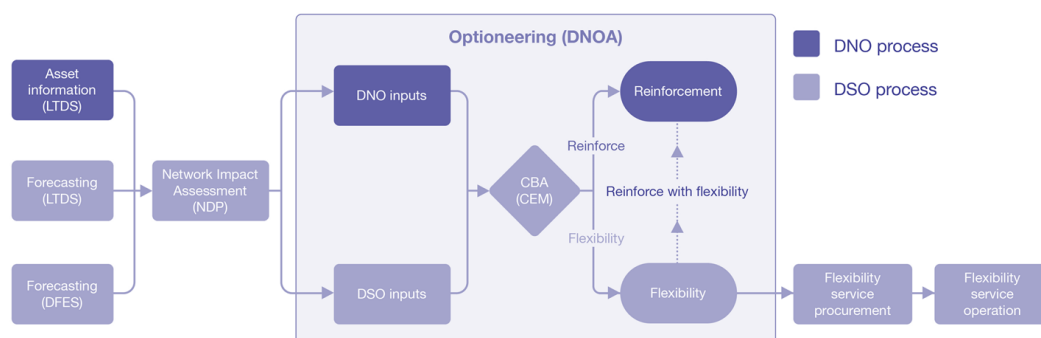 Optioneering (DNOA)
DNO process
DSO process
Asset
information
(LTDS)
Forecasting
(LTDS)
Forecasting
(DFES)
Network Impact
Assessment
(NDP)
DNO inputs
DSO inputs
CBA
(CEM)
Reinforce
Flexibility
Reinforcement
Reinforce with flexibility
Flexibility
Flexibility
service
procurement
Flexibility
service
operation